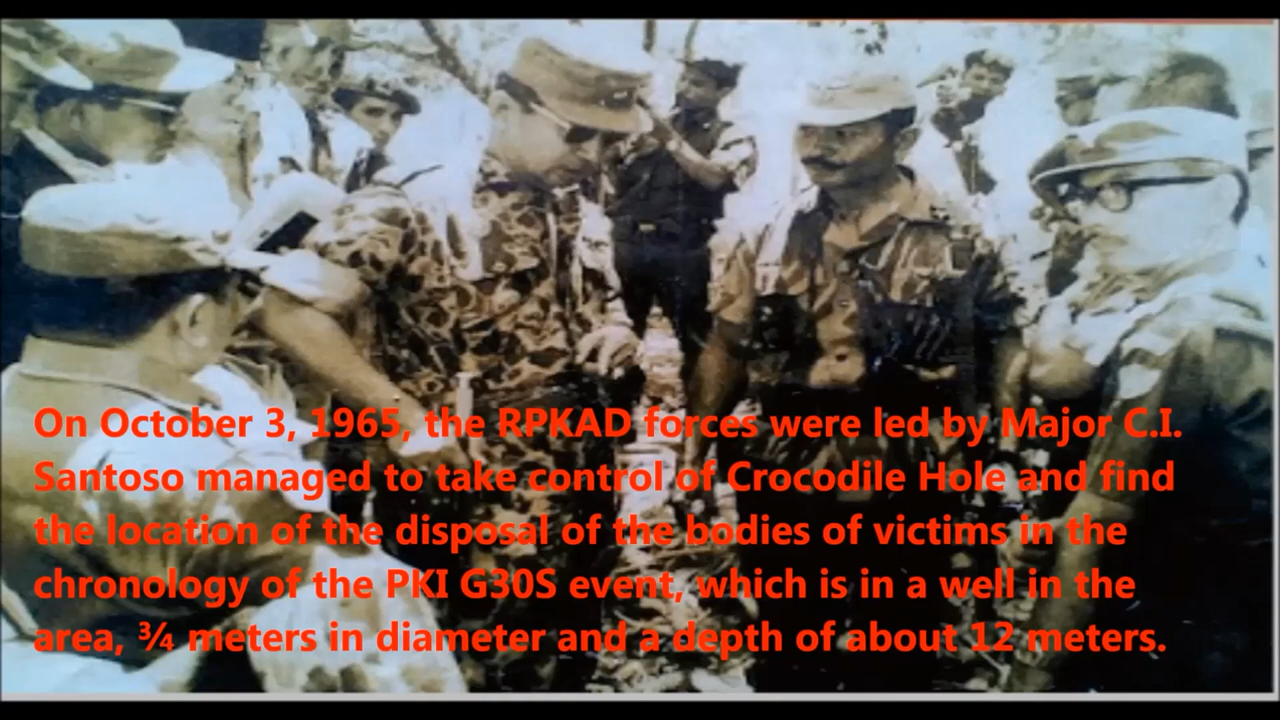 On October 3, 1965, the RPKAD forces were led by Major C.I.
Santoso managed to take control of Crocodile Hole and find
the location of the disposal of the bodies of victims in the
chronology of the PKI G30S event, which is in a well in the
area, ¾ meters in diameter and a depth of about 12 meters.